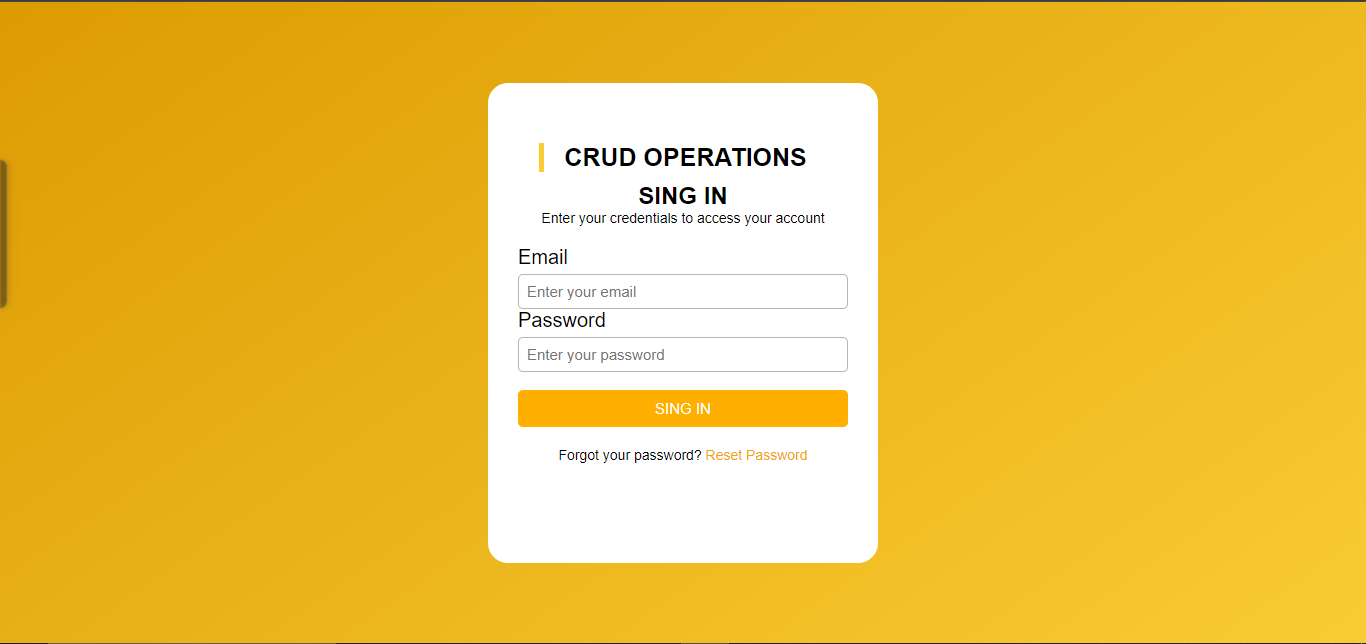 CRUD OPERATIONS
SING IN
Enter your credentials to access your account
Email
Enter your email
Password
Enter your password
SING IN
Forgot your password? Reset Password